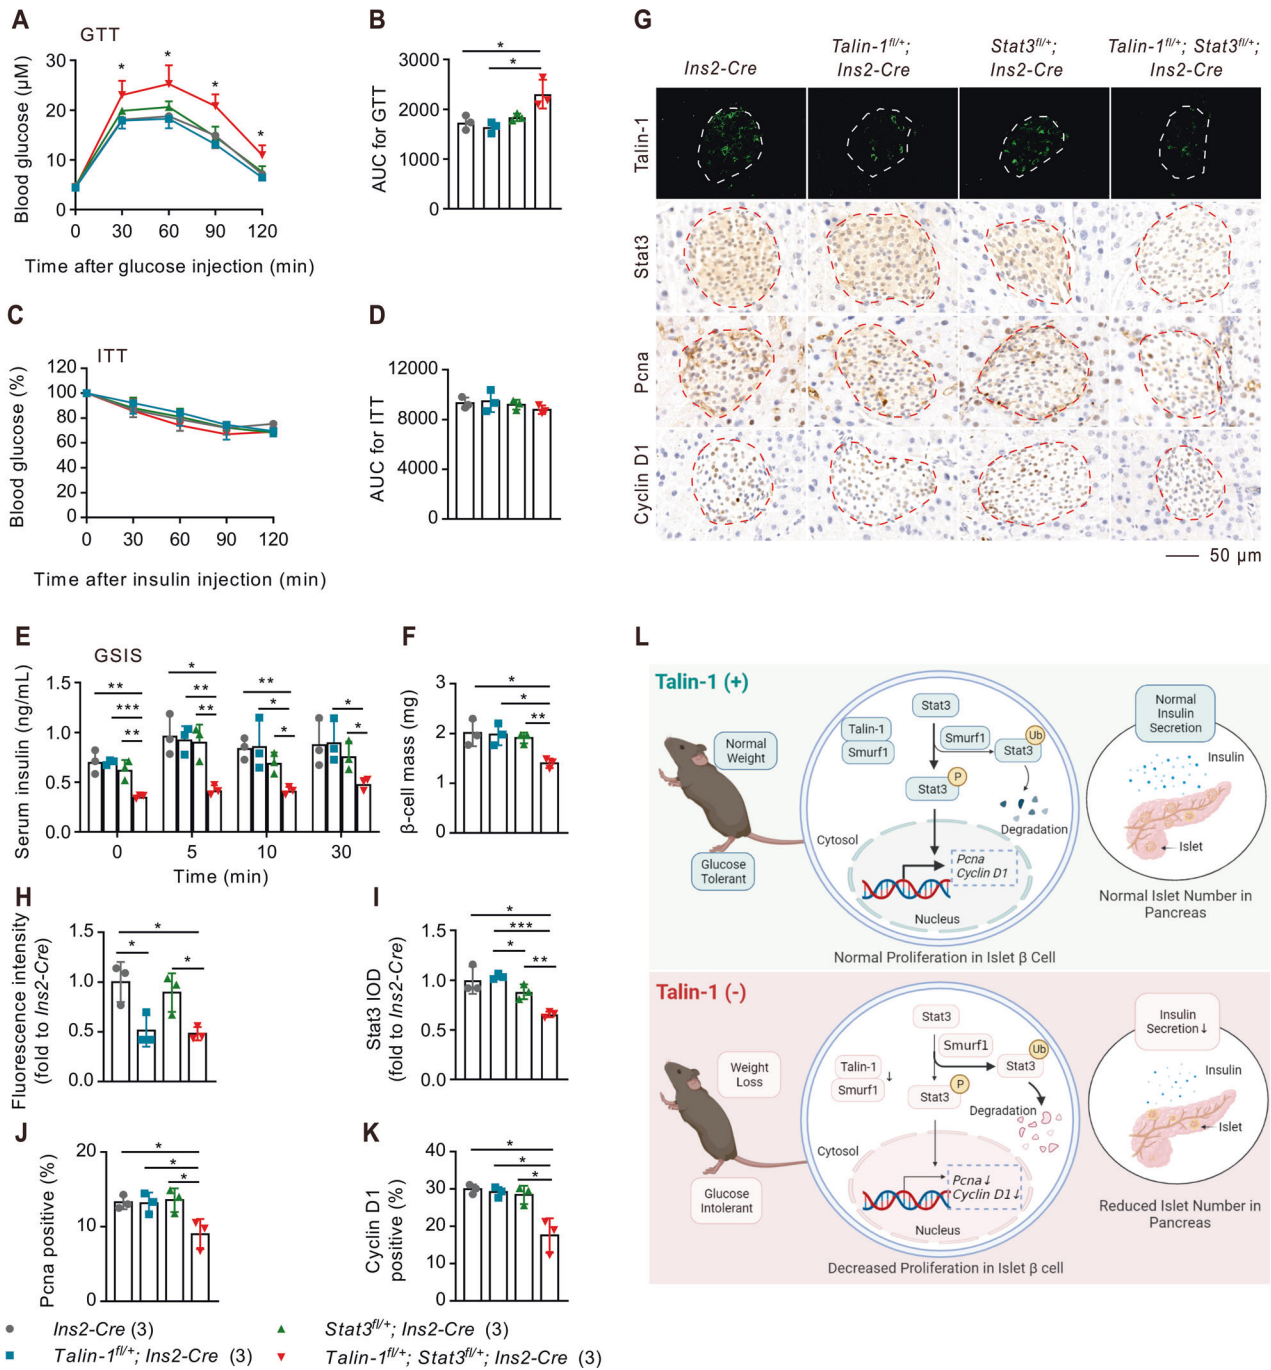 A
GTT
Blood glucose (µM)
30
20
10
0
*
*
*
*
0 30 60 90 120
Time after glucose injection (min)
B
AUC for GTT
3000
2000
1000
0
*
*
C
ITT
Blood glucose (%)
120
100
80
60
40
20
0
0 30 60 90 120
Time after insulin injection (min)
D
AUC for ITT
12000
8000
4000
0
E
GSIS
Serum insulin (ng/mL)
1.5
1.0
0.5
0.0
**
***
**
*
**
**
**
*
*
*
*
0 5 10 30
Time (min)
F
β-cell mass (mg)
3
2
1
0
*
*
**
G
Ins2-Cre
Talin-1fl/+;
Ins2-Cre
Stat3fl/+;
Ins2-Cre
Talin-1fl/+; Stat3fl/+;
Ins2-Cre
Talin-1
Stat3
Pcna
Cyclin D1
50 µm
H
Fluorescence intensity
(fold to Ins2-Cre)
1.5
1.0
0.5
0.0
*
*
*
I
Stat3 IOD
(fold to Ins2-Cre)
1.5
1.0
0.5
0.0
*
***
*
**
J
Pcna positive (%)
20
10
0
*
*
*
K
Cyclin D1
positive (%)
40
30
20
10
0
*
*
*
Ins2-Cre (3)
Stat3fl/+; Ins2-Cre (3)
Talin-1fl/+; Ins2-Cre (3)
Talin-1fl/+; Stat3fl/+; Ins2-Cre (3)
L
Talin-1 (+)
Normal
Weight
Glucose
Tolerant
Stat3
Talin-1
Smurf1
Smurf1
Ub
Stat3
P
Stat3
Degradation
Cytosol
Pcna
Cyclin D1
Nucleus
Normal Proliferation in Islet β Cell
Normal
Insulin
Secretion
Insulin
Islet
Normal Islet Number in
Pancreas
Talin-1 (-)
Weight
Loss
Glucose
Intolerant
Stat3
Smurf1
Ub
Stat3
Talin-1
Smurf1
↓
P
Stat3
Degradation
Cytosol
Pcna↓
Cyclin D1↓
Nucleus
Decreased Proliferation in Islet β cell
Insulin
Secretion↓
Insulin
Islet
Reduced Islet Number in
Pancreas